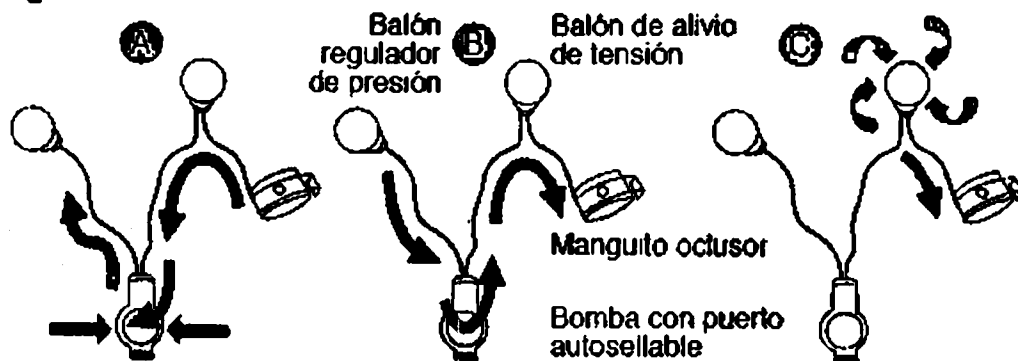 A
Balón
regulador
de presión
B
Balón de alivio
de tensión
C
Manguito oclusor
Bomba con puerto
autosellable